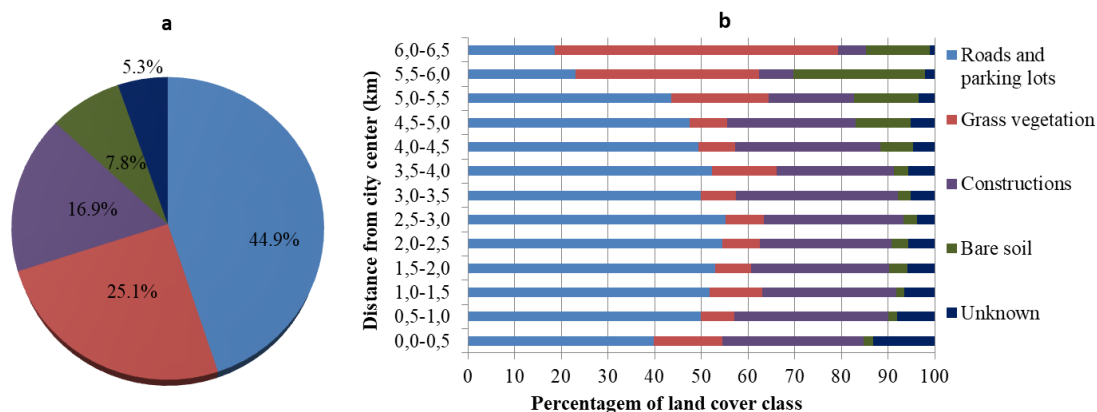 a
5.3%
7.8%
16.9%
44.9%
25.1%
b
Distance from city center (km)
6,0-6,5
5,5-6,0
5,0-5,5
4,5-5,0
4,0-4,5
3,5-4,0
3,0-3,5
2,5-3,0
2,0-2,5
1,5-2,0
1,0-1,5
0,5-1,0
0,0-0,5
0 10 20 30 40 50 60 70 80 90 100
Percentagem of land cover class
Roads and
parking lots
Grass vegetation
Constructions
Bare soil
Unknown